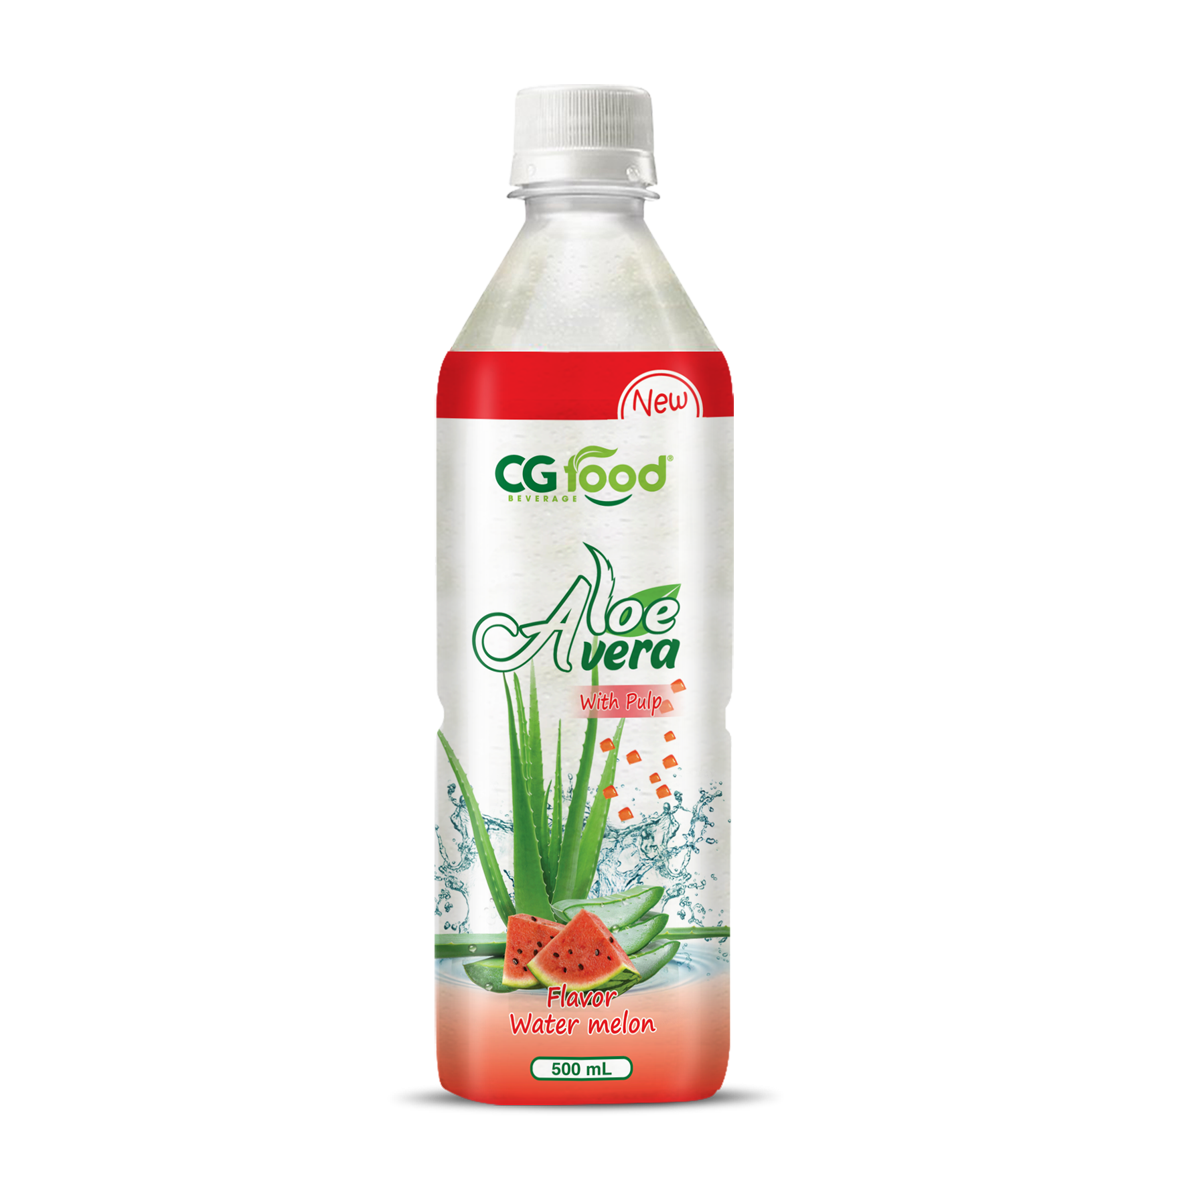 New
CG food®
BEVERAGE
Aloe
vera
With Pulp
Flavor
Water melon
500 mL